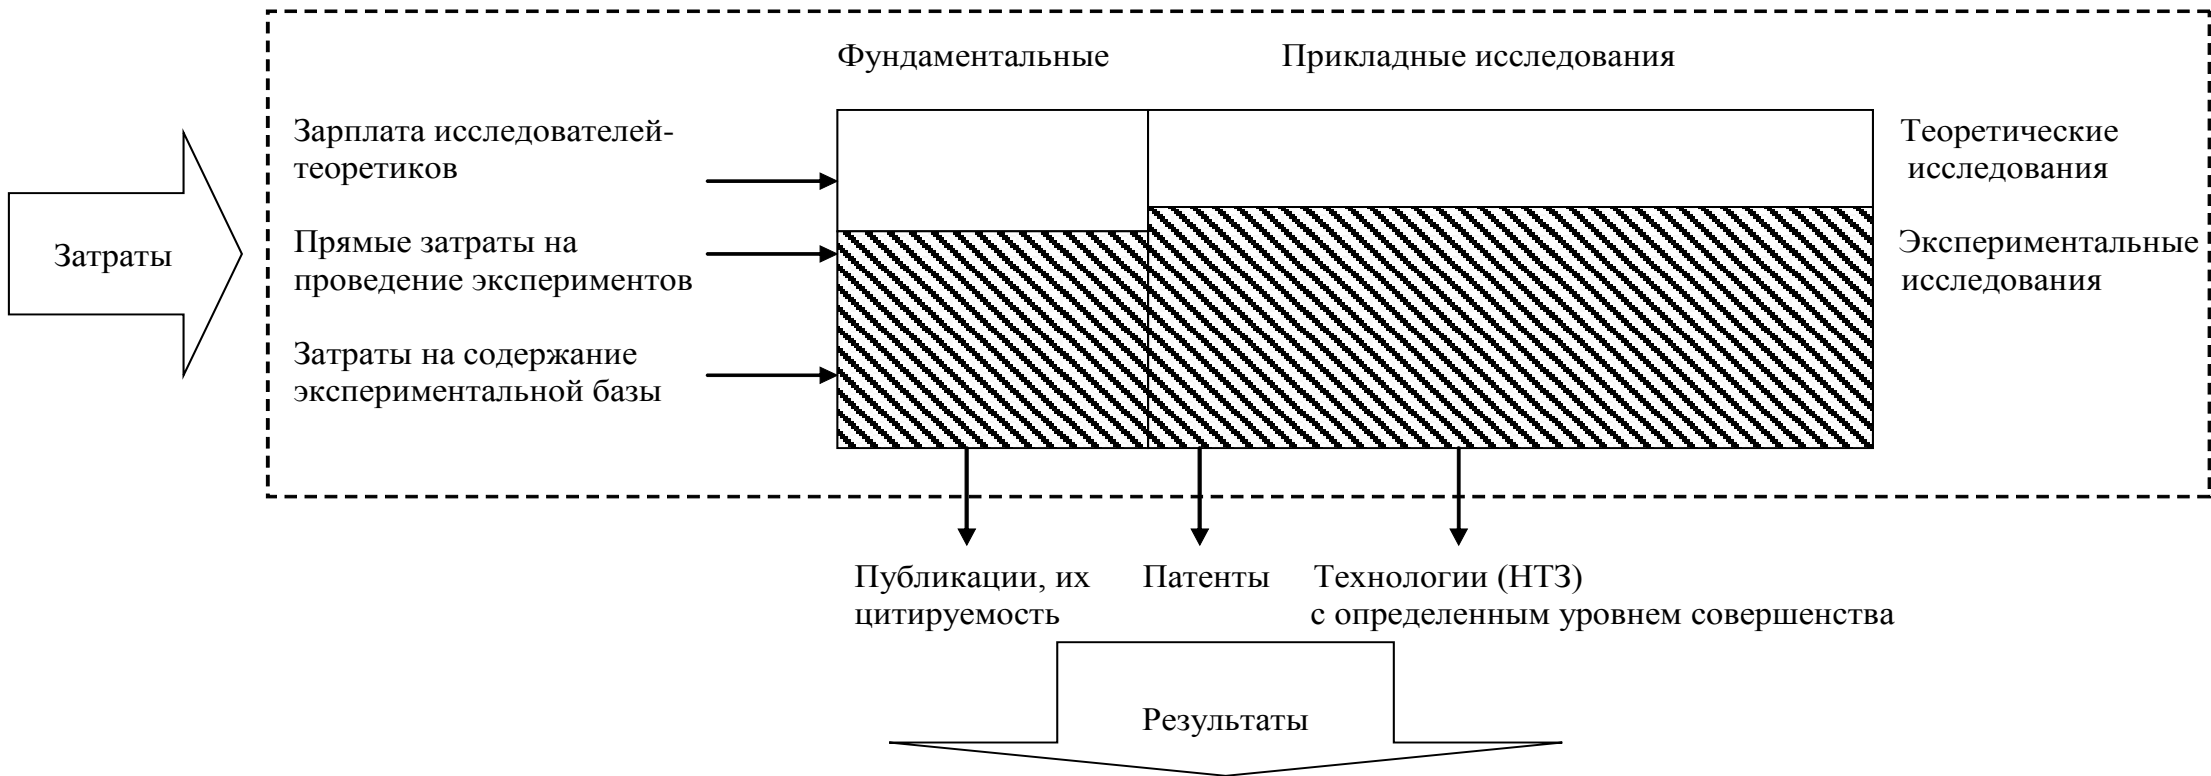 Фундаментальные
Прикладные исследования
Зарплата исследователей-
теоретиков
Теоретические
исследования
Затраты
Прямые затраты на
проведение экспериментов
Экспериментальные
исследования
Затраты на содержание
экспериментальной базы
Публикации, их
цитируемость
Патенты
Технологии (НТЗ)
с определенным уровнем совершенства
Результаты